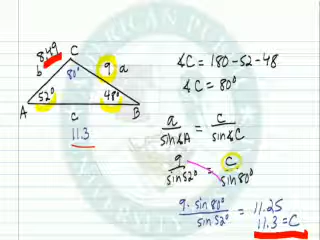 C
8.49
b
80°
9 a
52°
48°
A
c
B
11.3
∡C = 180-52-48
∡C = 80°
a/sin∡A = c/sin∡C
9/sin52° = c/sin80°
9 · sin 80°/sin 52° = 11.25
11.3 = C